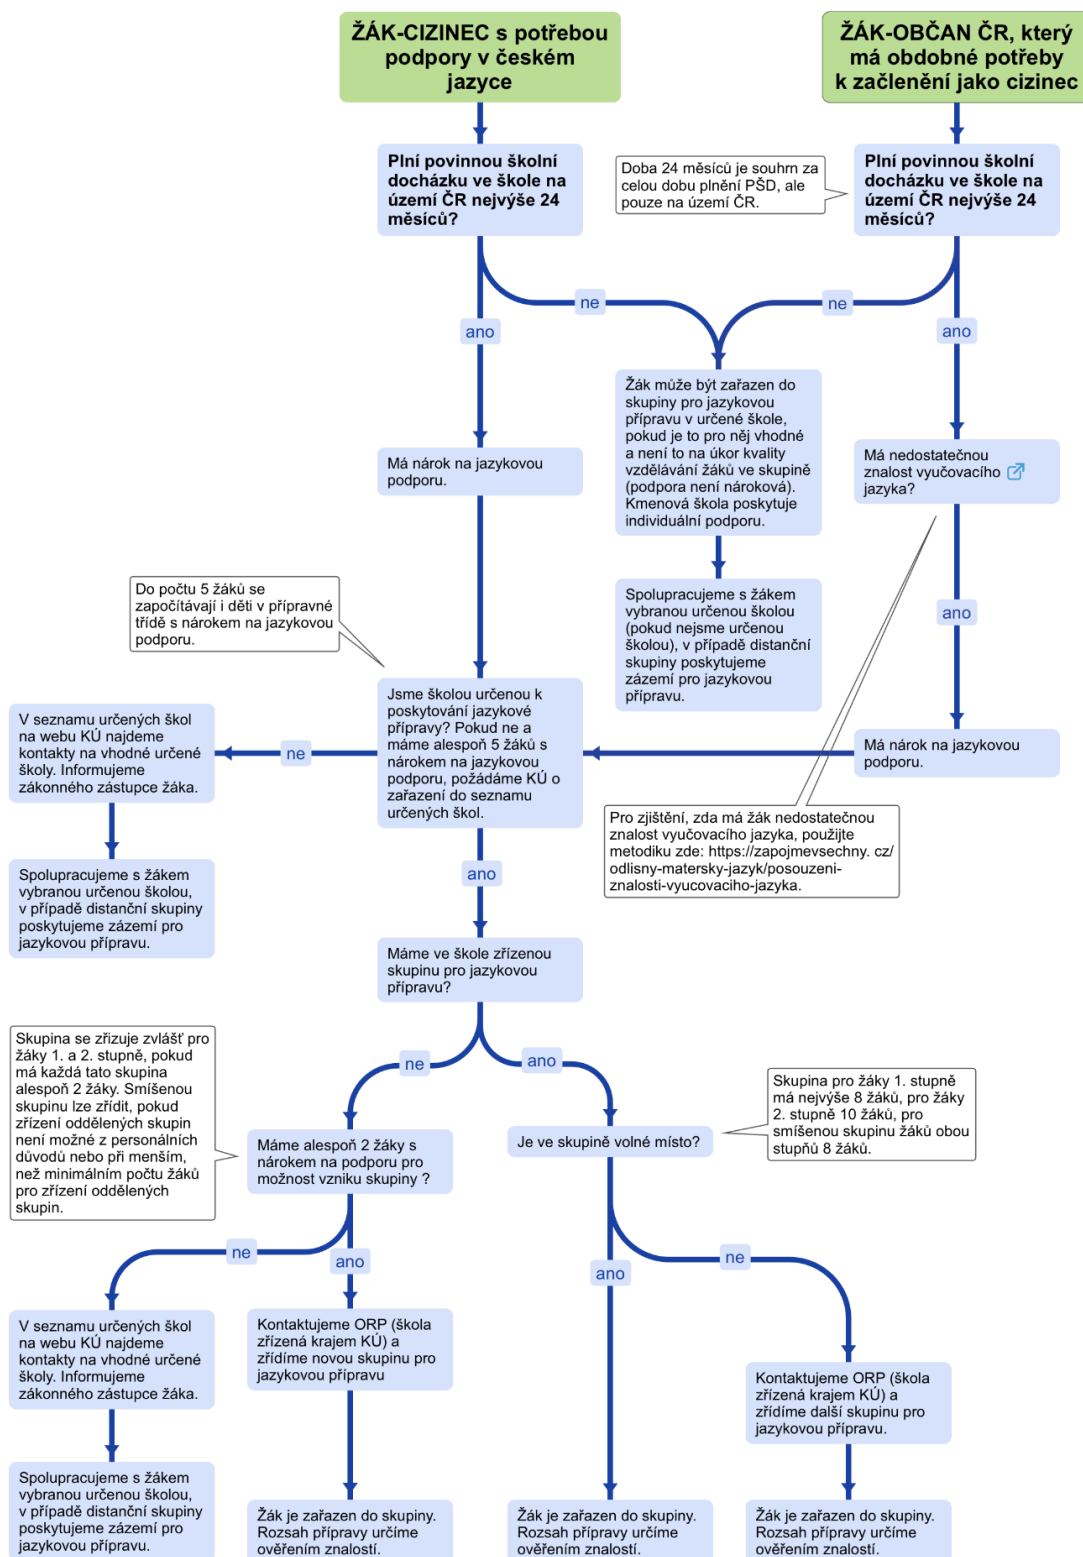 ŽÁK-CIZINEC s potřebou
podpory v českém
jazyce
ŽÁK-OBČAN ČR, který
má obdobné potřeby
k začlenění jako cizinec
Plní povinnou školní
docházku ve škole na
území ČR nejvýše 24
měsíců?
Doba 24 měsíců je souhrn za
celou dobu plnění PŠD, ale
pouze na území ČR.
Plní povinnou školní
docházku ve škole na
území ČR nejvýše 24
měsíců?
ne
ne
ano
ano
Žák může být zařazen do
skupiny pro jazykovou
přípravu v určené škole,
pokud je to pro něj vhodné
a není to na úkor kvality
vzdělávání žáků ve skupině
(podpora není nároková).
Kmenová škola poskytuje
individuální podporu.
Má nárok na jazykovou
podporu.
Má nedostatečnou
znalost vyučovacího
jazyka?
Do počtu 5 žáků se
započítávají i děti v přípravné
třídě s nárokem na jazykovou
podporu.
Spolupracujeme s žákem
vybranou určenou školou
(pokud nejsme určenou
školou), v případě distanční
skupiny poskytujeme
zázemí pro jazykovou
přípravu.
ano
V seznamu určených škol
na webu KÚ najdeme
kontakty na vhodné určené
školy. Informujeme
zákonného zástupce žáka.
ne
Jsme školou určenou k
poskytování jazykové
přípravy? Pokud ne a
máme alespoň 5 žáků s
nárokem na jazykovou
podporu, požádáme KÚ o
zařazení do seznamu
určených škol.
Má nárok na jazykovou
podporu.
Pro zjištění, zda má žák nedostatečnou
znalost vyučovacího jazyka, použijte
metodiku zde: https://zapojmevsechny. cz/
odlisny-matersky-jazyk/posouzeni-
znalosti-vyucovaciho-jazyka.
Spolupracujeme s žákem
vybranou určenou školou,
v případě distanční skupiny
poskytujeme zázemí pro
jazykovou přípravu.
ano
Máme ve škole zřízenou
skupinu pro jazykovou
přípravu?
Skupina se zřizuje zvlášť pro
žáky 1. a 2. stupně, pokud
má každá tato skupina
alespoň 2 žáky. Smíšenou
skupinu lze zřídit, pokud
zřízení oddělených skupin
není možné z personálních
důvodů nebo při menším,
než minimálním počtu žáků
pro zřízení oddělených
skupin.
ne
ano
Skupina pro žáky 1. stupně
má nejvýše 8 žáků, pro žáky
2. stupně 10 žáků, pro
smíšenou skupinu žáků obou
stupňů 8 žáků.
Máme alespoň 2 žáky s
nárokem na podporu pro
možnost vzniku skupiny ?
Je ve skupině volné místo?
ne
ano
ano
ne
V seznamu určených škol
na webu KÚ najdeme
kontakty na vhodné určené
školy. Informujeme
zákonného zástupce žáka.
Kontaktujeme ORP (škola
zřízená krajem KÚ) a
zřídíme novou skupinu pro
jazykovou přípravu
Kontaktujeme ORP (škola
zřízená krajem KÚ) a
zřídíme další skupinu pro
jazykovou přípravu.
Spolupracujeme s žákem
vybranou určenou školou,
v případě distanční skupiny
poskytujeme zázemí pro
jazykovou přípravu.
Žák je zařazen do skupiny.
Rozsah přípravy určíme
ověřením znalostí.
Žák je zařazen do skupiny.
Rozsah přípravy určíme
ověřením znalostí.
Žák je zařazen do skupiny.
Rozsah přípravy určíme
ověřením znalostí.